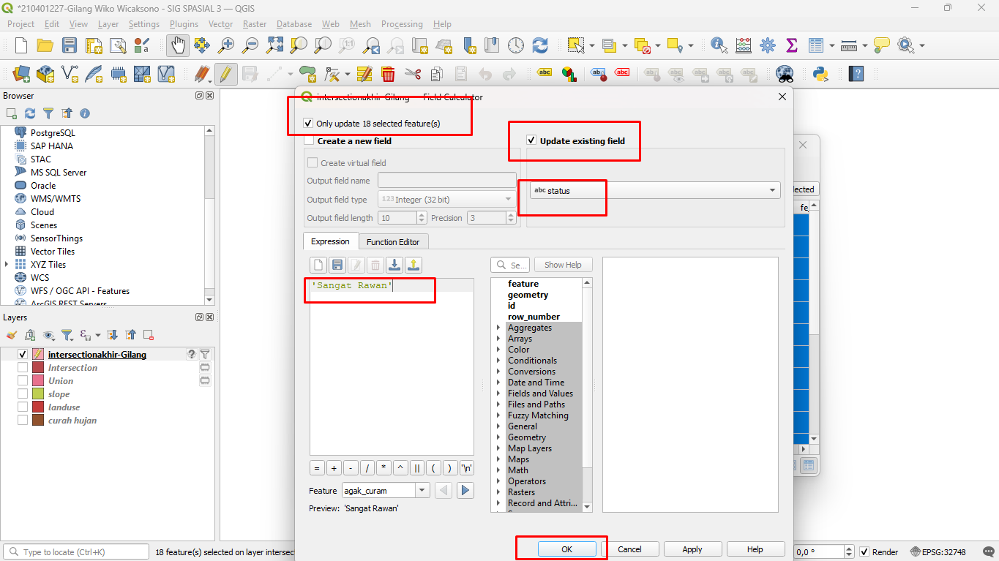 *210401227-Gilang Wiko Wicaksono - SIG SPASIAL 3 — QGIS
Project Edit View Layer Settings Plugins Vector Raster Database Web Mesh Processing Help
Browser
PostgreSQL
SAP HANA
STAC
MS SQL Server
Oracle
WMS/WMTS
Cloud
Scenes
SensorThings
Vector Tiles
XYZ Tiles
WCS
WFS / OGC API - Features
ArcGIS REST Servers
Layers
intersectionakhir-Gilang
Intersection
Union
slope
landuse
curah hujan
intersectionakhir-Gilang — Field Calculator
Only update 18 selected feature(s)
Create a new field
Update existing field
Create virtual field
Output field name
Output field type 123 Integer (32 bit)
Output field length 10 Precision 3
abc status
Expression Function Editor
Se... Show Help
'Sangat Rawan'
feature
geometry
id
row_number
Aggregates
Arrays
Color
Conditionals
Conversions
Date and Time
Fields and Values
Files and Paths
Fuzzy Matching
General
Geometry
Map Layers
Maps
Math
Operators
Rasters
Record and Attri...
= + - / * ^ || ( ) '\n'
Feature agak_curam
Preview: 'Sangat Rawan'
OK Cancel Apply Help
Type to locate (Ctrl+K) 18 feature(s) selected on layer intersec
0,0 ° Render EPSG:32748